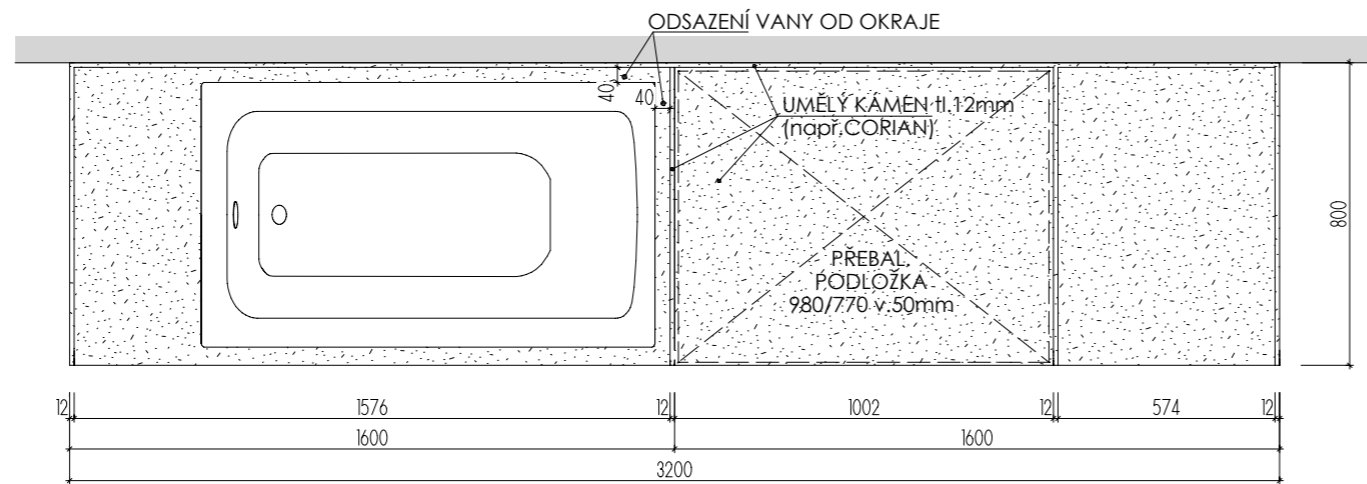 ODSAZENÍ VANY OD OKRAJE
40
40
UMĚLÝ KÁMEN tl.12mm
(např.CORIAN)
PŘEBAL.
PODLOŽKA
980/770 v.50mm
800
12 1576 12 1002 12 574 12
1600 1600
3200